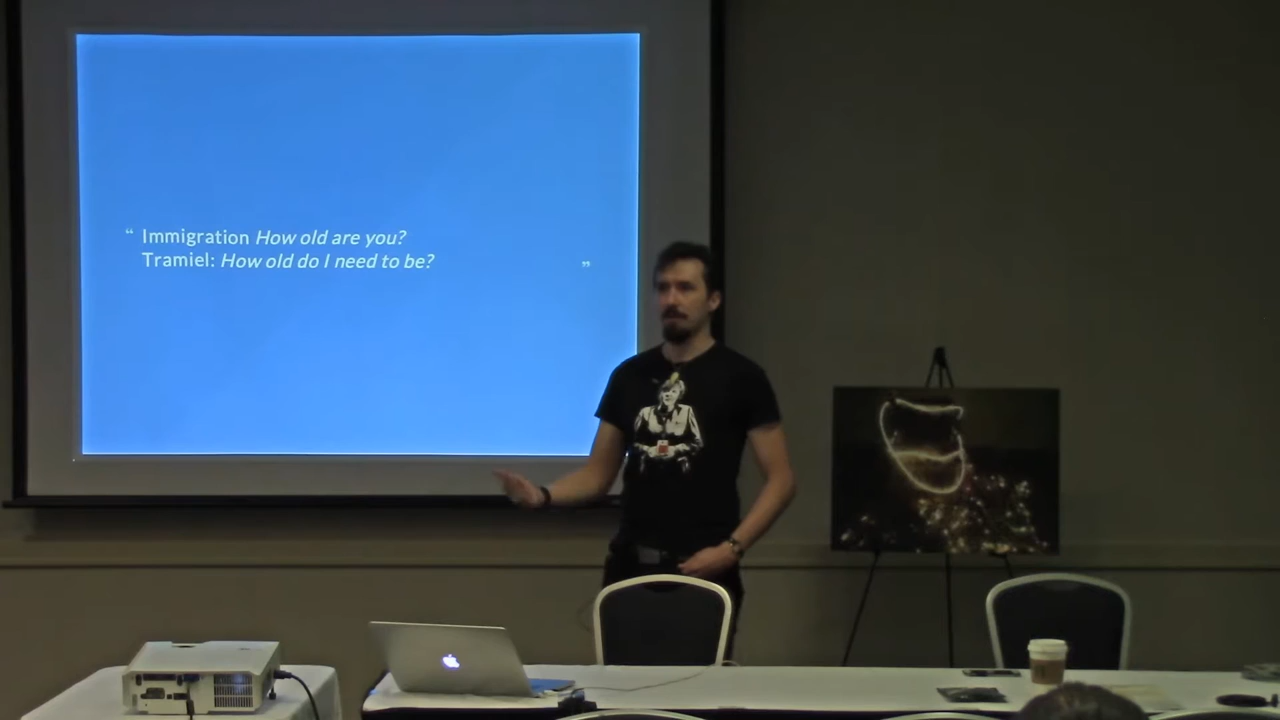 “ Immigration How old are you?
Tramiel: How old do I need to be? ”